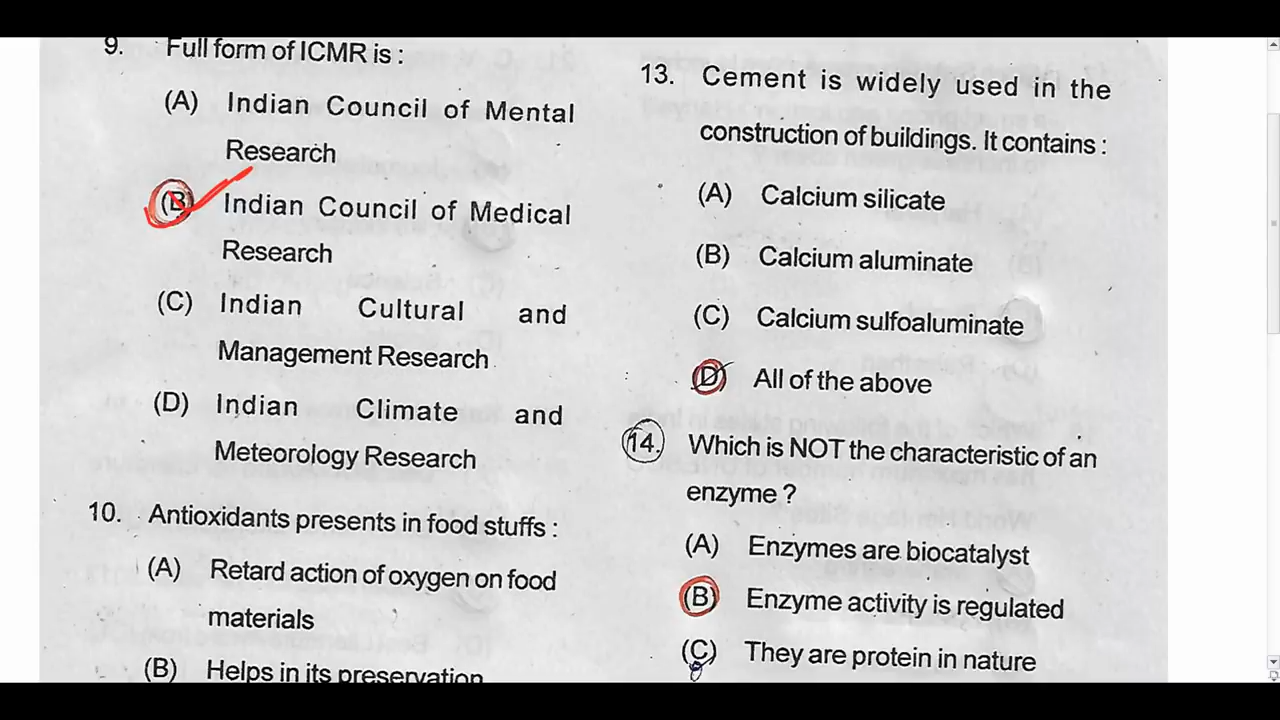 9. Full form of ICMR is :
(A) Indian Council of Mental
Research
(B) Indian Council of Medical
Research
(C) Indian Cultural and
Management Research
(D) Indian Climate and
Meteorology Research
10. Antioxidants presents in food stuffs :
(A) Retard action of oxygen on food
materials
(B) Helps in its preservation
13. Cement is widely used in the
construction of buildings. It contains :
(A) Calcium silicate
(B) Calcium aluminate
(C) Calcium sulfoaluminate
(D) All of the above
14. Which is NOT the characteristic of an
enzyme ?
(A) Enzymes are biocatalyst
(B) Enzyme activity is regulated
(C) They are protein in nature